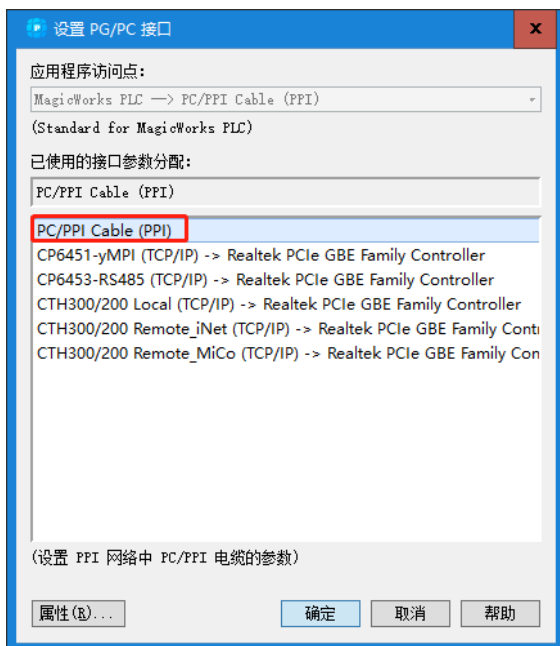 设置 PG/PC 接口
应用程序访问点:
MagicWorks PLC —> PC/PPI Cable (PPI)
(Standard for MagicWorks PLC)
已使用的接口参数分配:
PC/PPI Cable (PPI)
PC/PPI Cable (PPI)
CP6451-yMPI (TCP/IP) -> Realtek PCIe GBE Family Controller
CP6453-RS485 (TCP/IP) -> Realtek PCIe GBE Family Controller
CTH300/200 Local (TCP/IP) -> Realtek PCIe GBE Family Controller
CTH300/200 Remote_iNet (TCP/IP) -> Realtek PCIe GBE Family Contr
CTH300/200 Remote_MiCo (TCP/IP) -> Realtek PCIe GBE Family Con
(设置 PPI 网络中 PC/PPI 电缆的参数)
属性(R)... 确定 取消 帮助